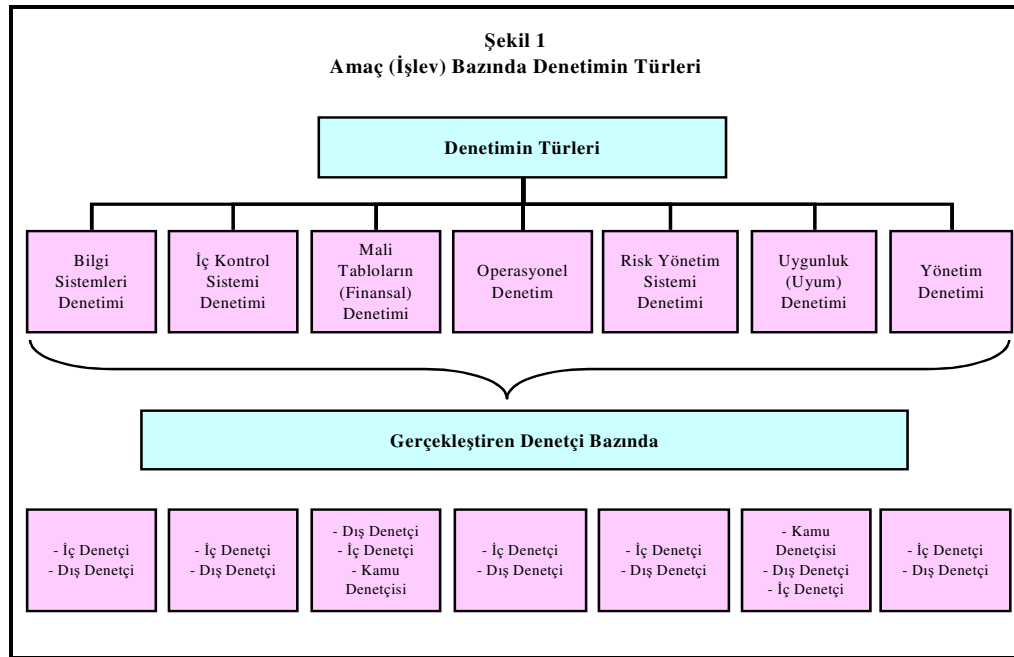 Şekil 1
Amaç (İşlev) Bazında Denetimin Türleri
Denetimin Türleri
Bilgi
Sistemleri
Denetimi
İç Kontrol
Sistemi
Denetimi
Mali
Tabloların
(Finansal)
Denetimi
Operasyonel
Denetim
Risk Yönetim
Sistemi
Denetimi
Uygunluk
(Uyum)
Denetimi
Yönetim
Denetimi
Gerçekleştiren Denetçi Bazında
- İç Denetçi
- Dış Denetçi
- İç Denetçi
- Dış Denetçi
- Dış Denetçi
- İç Denetçi
- Kamu
Denetçisi
- İç Denetçi
- Dış Denetçi
- İç Denetçi
- Dış Denetçi
- Kamu
Denetçisi
- Dış Denetçi
- İç Denetçi
- İç Denetçi
- Dış Denetçi